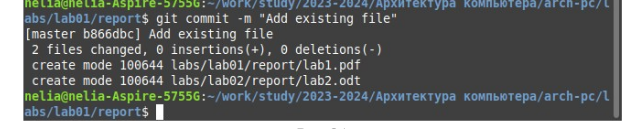 nelia@nelia-Aspire-5755G:~/work/study/2023-2024/Архитектура компьютера/arch-pc/l
abs/lab01/report$ git commit -m "Add existing file"
[master b866dbc] Add existing file
 2 files changed, 0 insertions(+), 0 deletions(-)
 create mode 100644 labs/lab01/report/lab1.pdf
 create mode 100644 labs/lab02/report/lab2.odt
nelia@nelia-Aspire-5755G:~/work/study/2023-2024/Архитектура компьютера/arch-pc/l
abs/lab01/report$